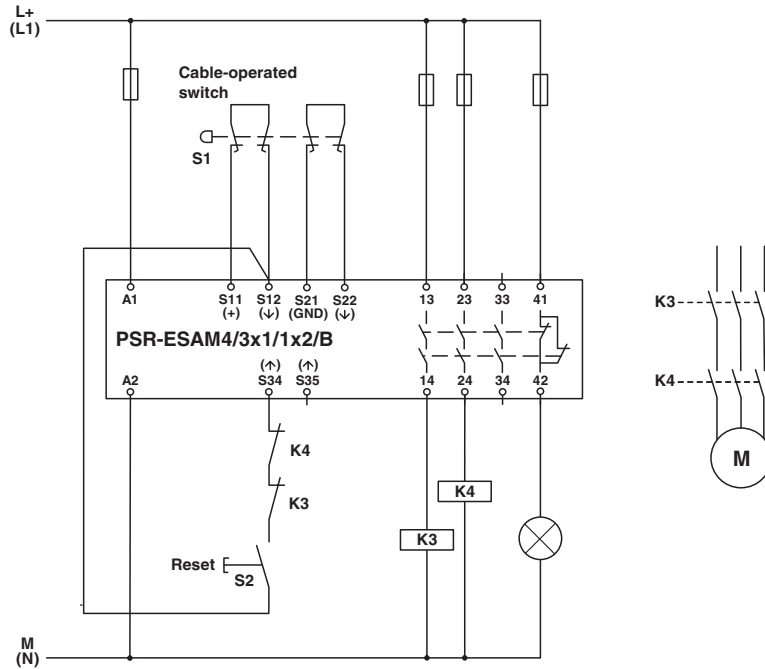 L+
(L1)
Cable-operated
switch
S1
A1
S11
(+)
S12
(↓)
S21
(GND)
S22
(↓)
13
23
33
41
PSR-ESAM4/3x1/1x2/B
A2
(↑)
S34
(↑)
S35
14
24
34
42
K4
K3
Reset
S2
K4
K3
M
(N)
K3
K4
M